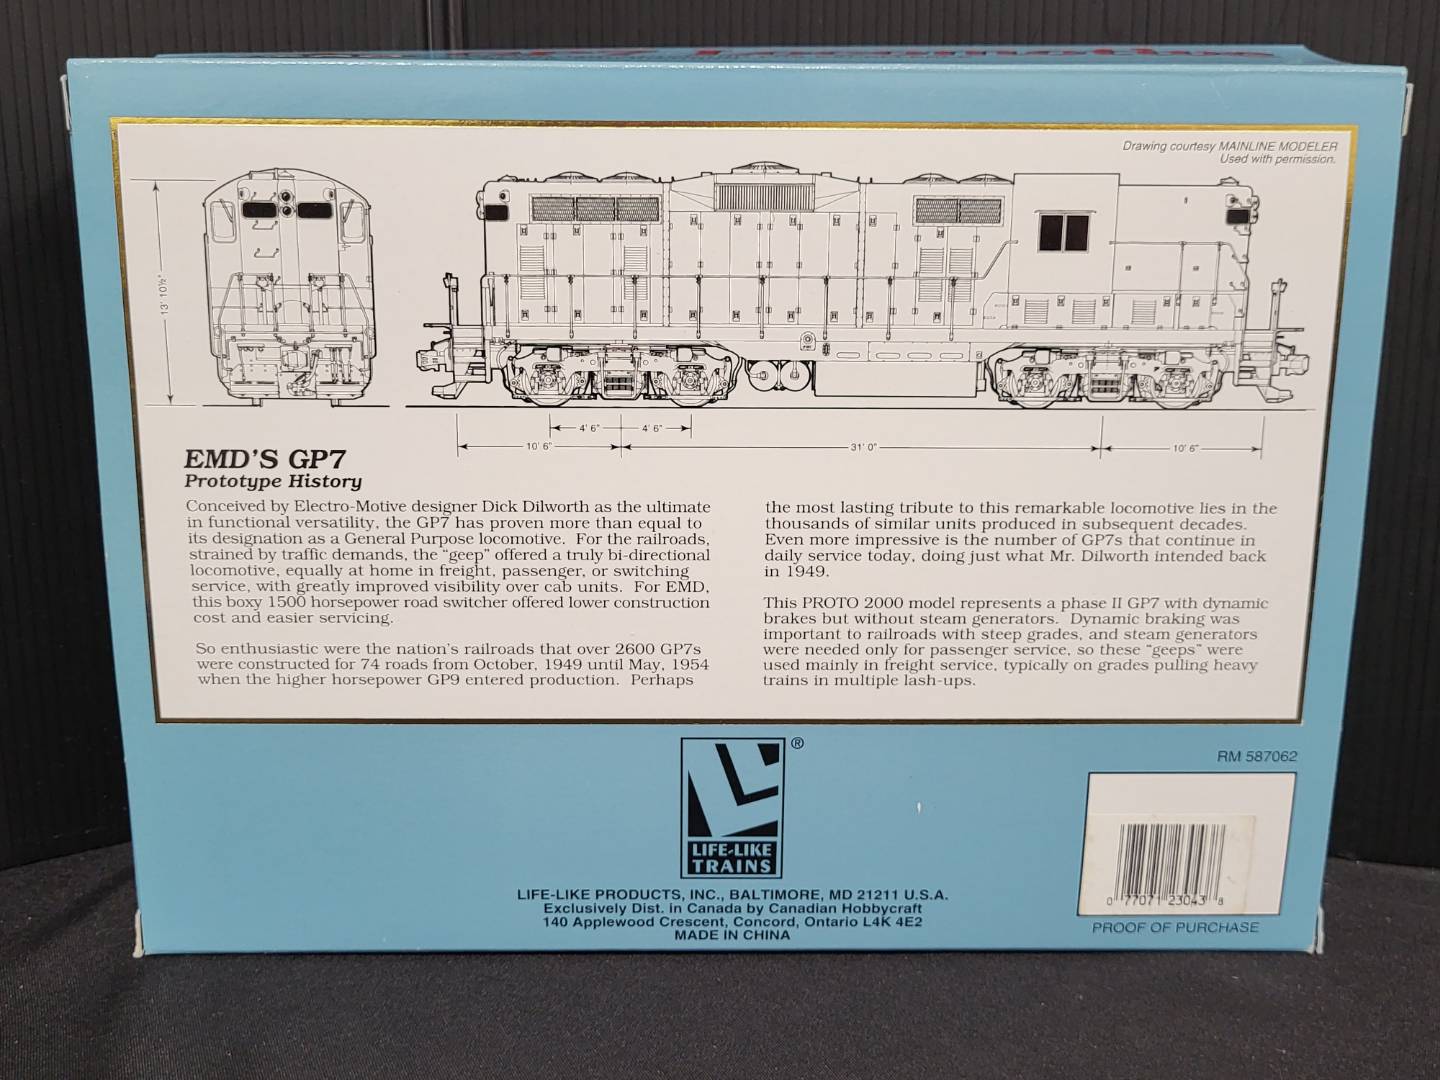 Drawing courtesy MAINLINE MODELER
Used with permission.
13' 10½"
4' 6"
4' 6"
10' 6"
31' 0"
10' 6"
EMD'S GP7
Prototype History
Conceived by Electro-Motive designer Dick Dilworth as the ultimate
in functional versatility, the GP7 has proven more than equal to
its designation as a General Purpose locomotive. For the railroads,
strained by traffic demands, the "geep" offered a truly bi-directional
locomotive, equally at home in freight, passenger, or switching
service, with greatly improved visibility over cab units. For EMD,
this boxy 1500 horsepower road switcher offered lower construction
cost and easier servicing.
So enthusiastic were the nation's railroads that over 2600 GP7s
were constructed for 74 roads from October, 1949 until May, 1954
when the higher horsepower GP9 entered production. Perhaps
the most lasting tribute to this remarkable locomotive lies in the
thousands of similar units produced in subsequent decades.
Even more impressive is the number of GP7s that continue in
daily service today, doing just what Mr. Dilworth intended back
in 1949.
This PROTO 2000 model represents a phase II GP7 with dynamic
brakes but without steam generators. Dynamic braking was
important to railroads with steep grades, and steam generators
were needed only for passenger service, so these "geeps" were
used mainly in freight service, typically on grades pulling heavy
trains in multiple lash-ups.
®
LIFE-LIKE
TRAINS
LIFE-LIKE PRODUCTS, INC., BALTIMORE, MD 21211 U.S.A.
Exclusively Dist. in Canada by Canadian Hobbycraft
140 Applewood Crescent, Concord, Ontario L4K 4E2
MADE IN CHINA
RM 587062
0 77071 23043 8
PROOF OF PURCHASE